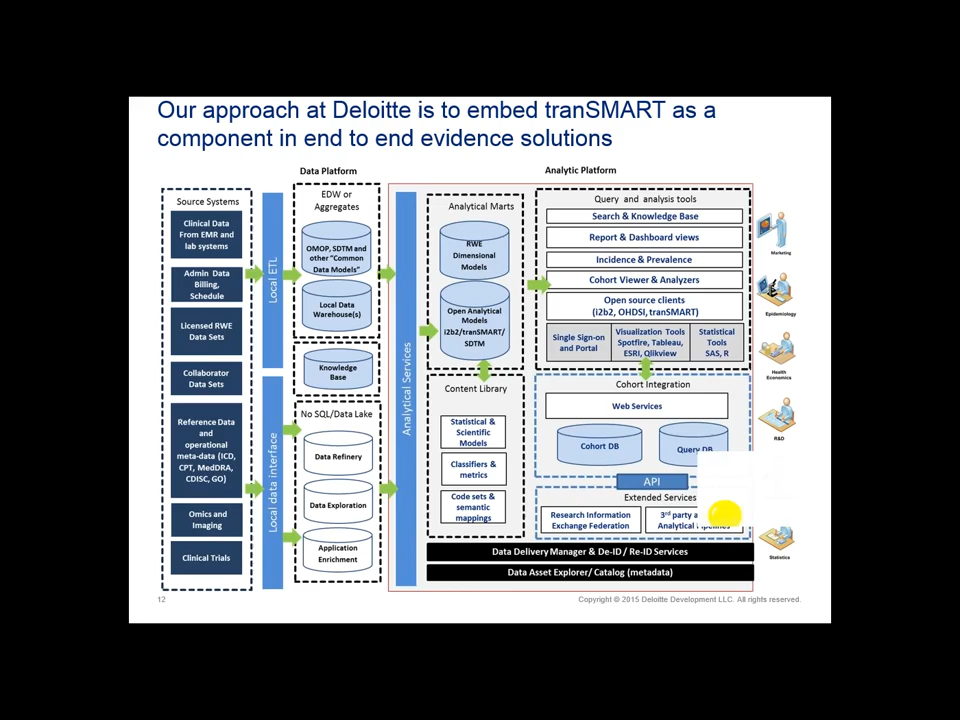 Our approach at Deloitte is to embed tranSMART as a
component in end to end evidence solutions
Data Platform
Analytic Platform
Source Systems
Clinical Data
From EMR and
lab systems
Admin Data
Billing,
Schedule
Licensed RWE
Data Sets
Collaborator
Data Sets
Reference Data
and
operational
meta-data (ICD,
CPT, MedDRA,
CDISC, GO)
Omics and
Imaging
Clinical Trials
Local ETL
Local data interface
EDW or
Aggregates
OMOP, SDTM and
other "Common
Data Models"
Local Data
Warehouse(s)
Knowledge
Base
No SQL/Data Lake
Data Refinery
Data Exploration
Application
Enrichment
Analytical Services
Analytical Marts
RWE
Dimensional
Models
Open Analytical
Models
i2b2/tranSMART/
SDTM
Content Library
Statistical &
Scientific
Models
Classifiers &
metrics
Code sets &
semantic
mappings
Query and analysis tools
Search & Knowledge Base
Report & Dashboard views
Incidence & Prevalence
Cohort Viewer & Analyzers
Open source clients
(i2b2, OHDSI, tranSMART)
Single Sign-on
and Portal
Visualization Tools
Spotfire, Tableau,
ESRI, Qlikview
Statistical
Tools
SAS, R
Cohort Integration
Web Services
Cohort DB
Query DB
API
Extended Services
Research Information
Exchange Federation
3rd party
Analytical
Data Delivery Manager & De-ID / Re-ID Services
Data Asset Explorer/ Catalog (metadata)
Marketing
Epidemiology
Health
Economics
R&D
Statistics
12
Copyright © 2015 Deloitte Development LLC. All rights reserved.